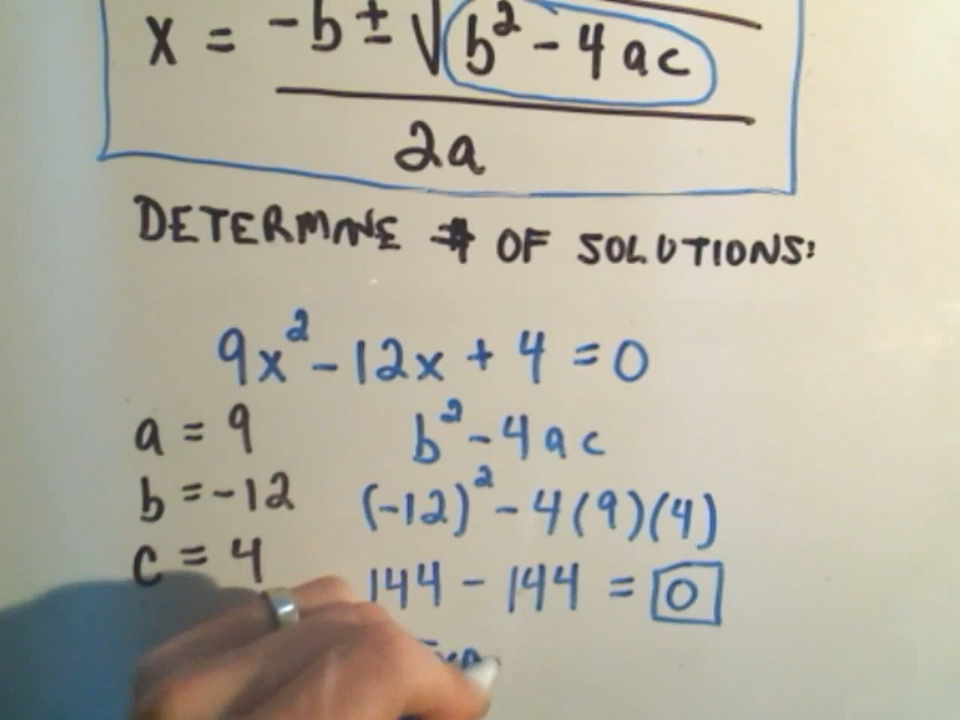 x = -b ± √b² - 4ac
2a
DETERMINE # OF SOLUTIONS:
9x² - 12x + 4 = 0
a = 9
b² - 4ac
b = -12
(-12)² - 4(9)(4)
c = 4
144 - 144 = 0